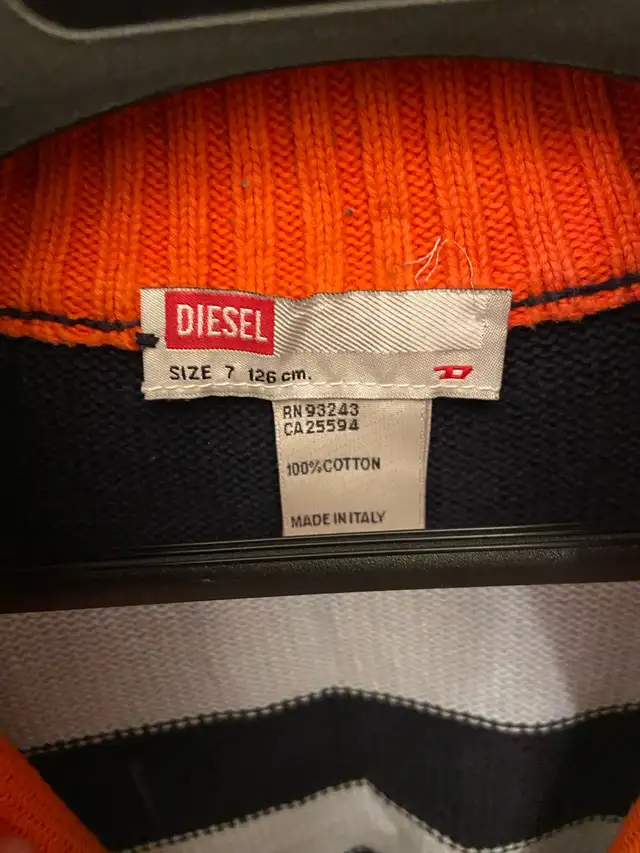 DIESEL
SIZE 7 126 cm.
RN 93243
CA 25594
100% COTTON
MADE IN ITALY